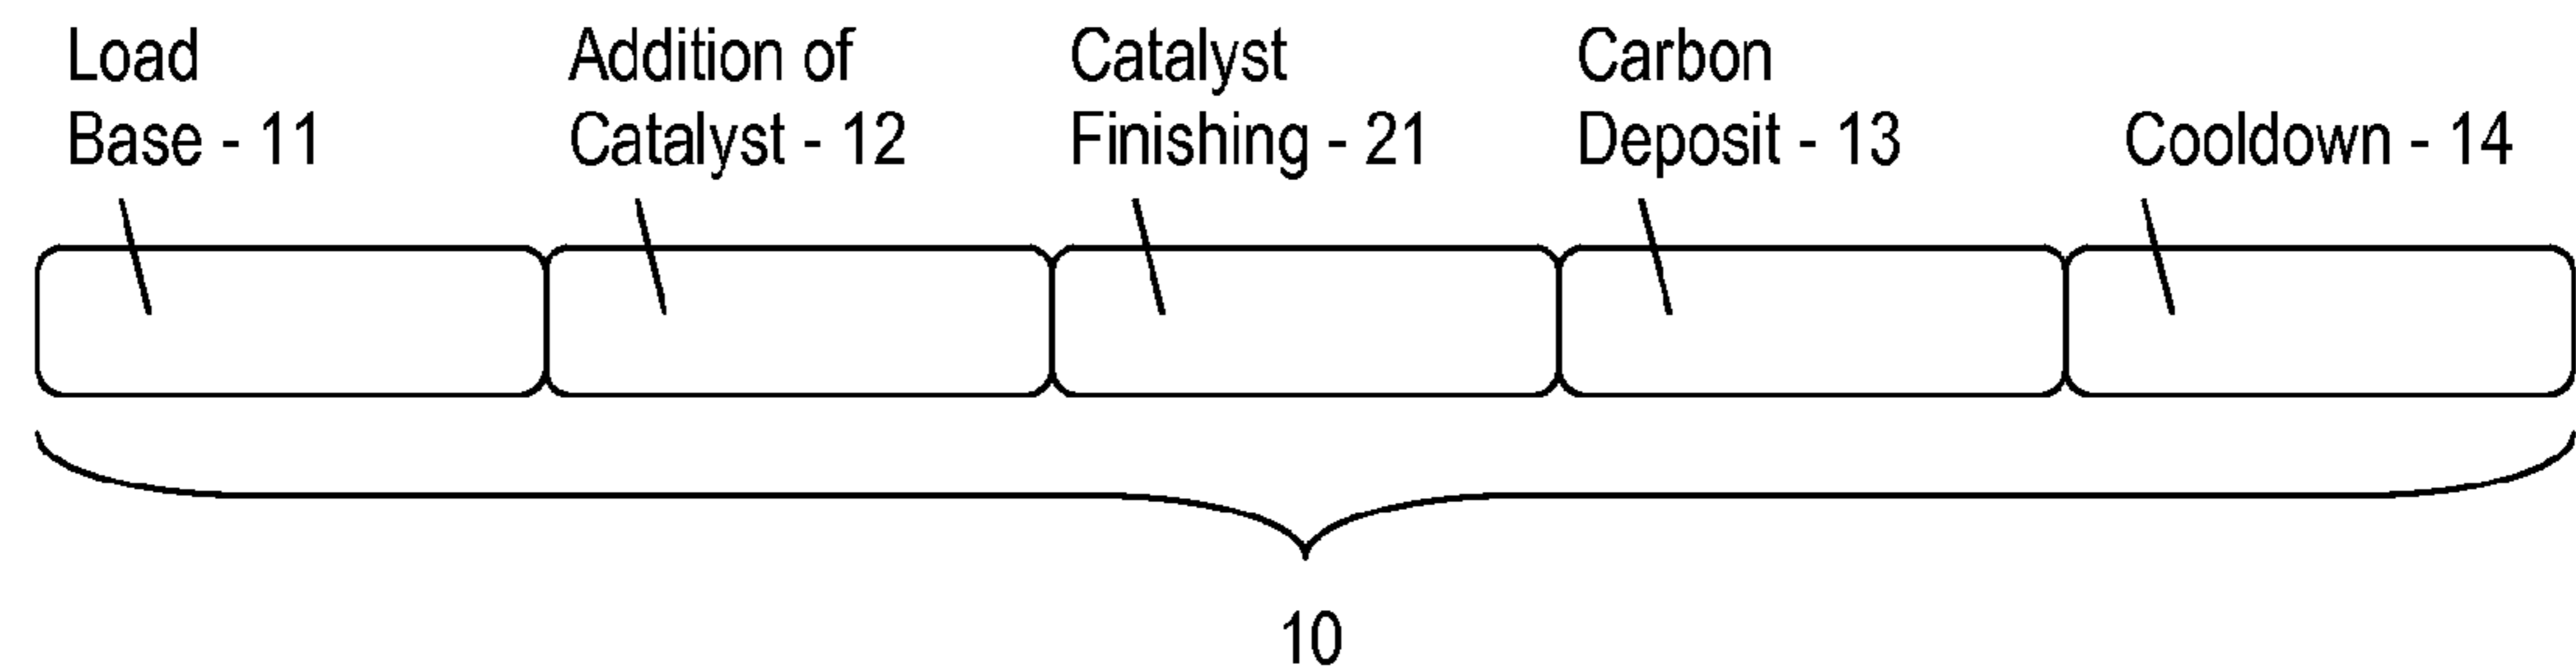 Load
Base - 11
Addition of
Catalyst - 12
Catalyst
Finishing - 21
Carbon
Deposit - 13
Cooldown - 14
10